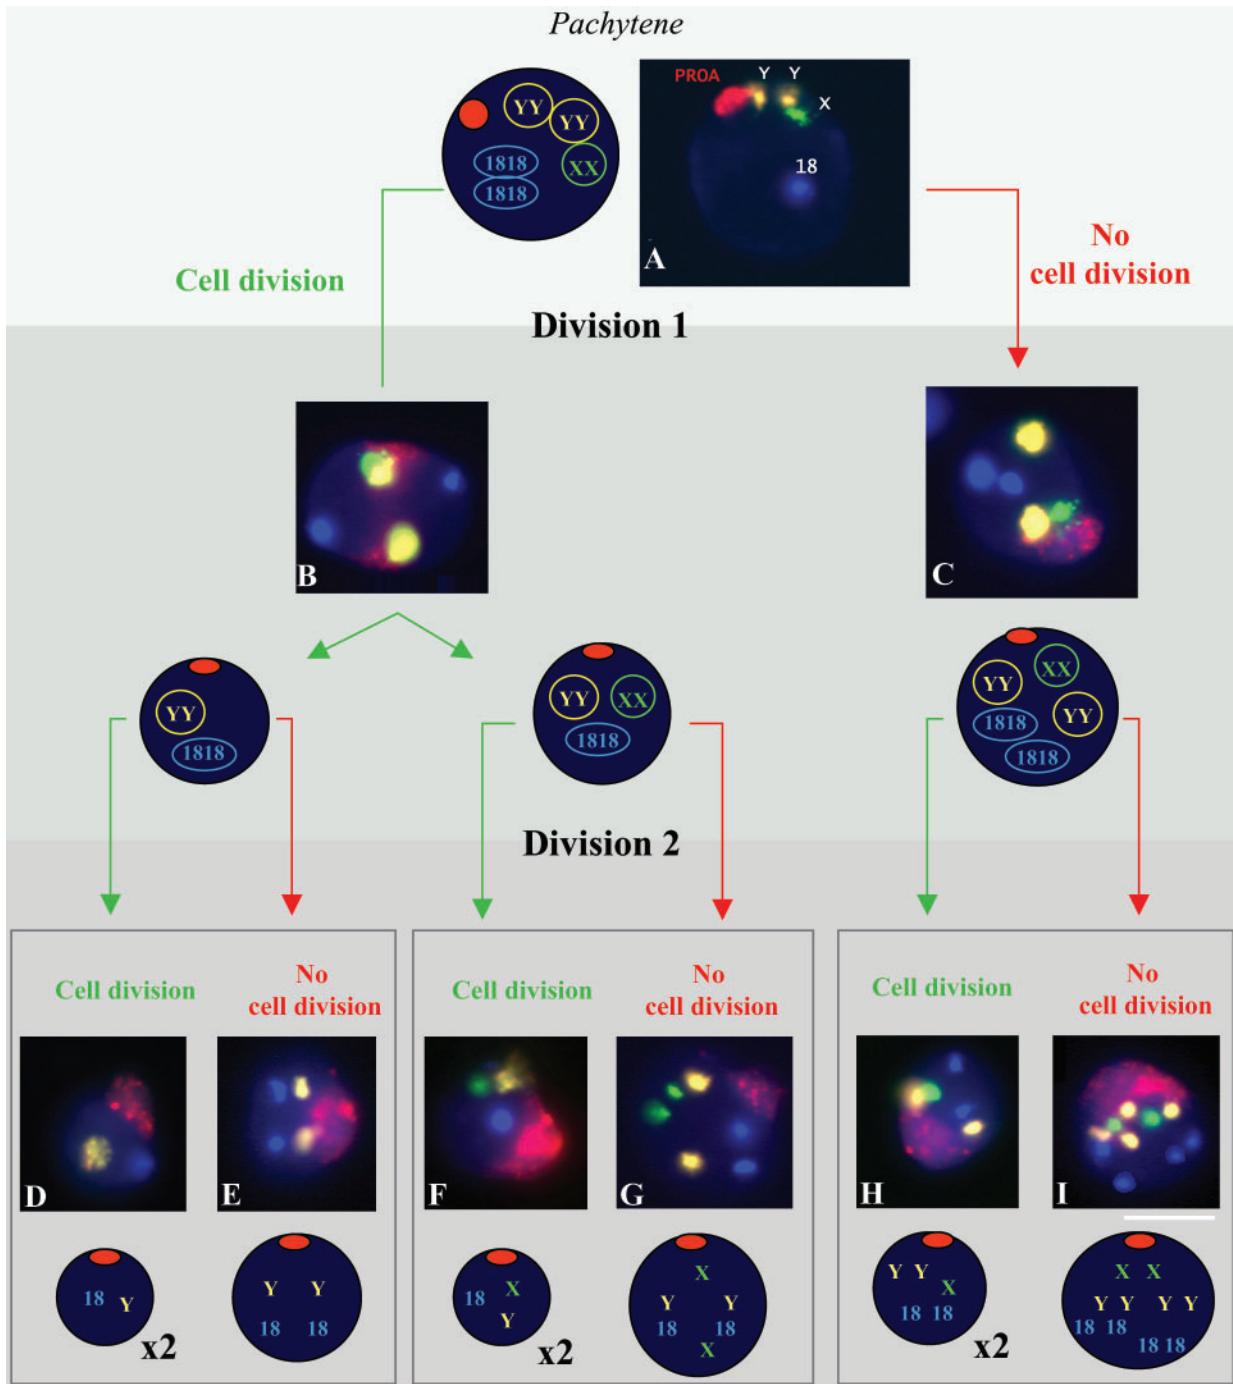 Pachytene
PROA Y Y X
18
A
YY YY
XX
1818
1818
Cell division
No
cell division
Division 1
B
C
YY
1818
YY XX
1818
YY XX YY
1818
1818
Division 2
Cell division
No
cell division
Cell division
No
cell division
Cell division
No
cell division
D
E
F
G
H
I
18 Y
x2
Y Y
18 18
18 X
Y
x2
X
Y Y
18 18
X
Y Y
X
18 18
x2
X X
Y Y Y Y
18 18
18 18